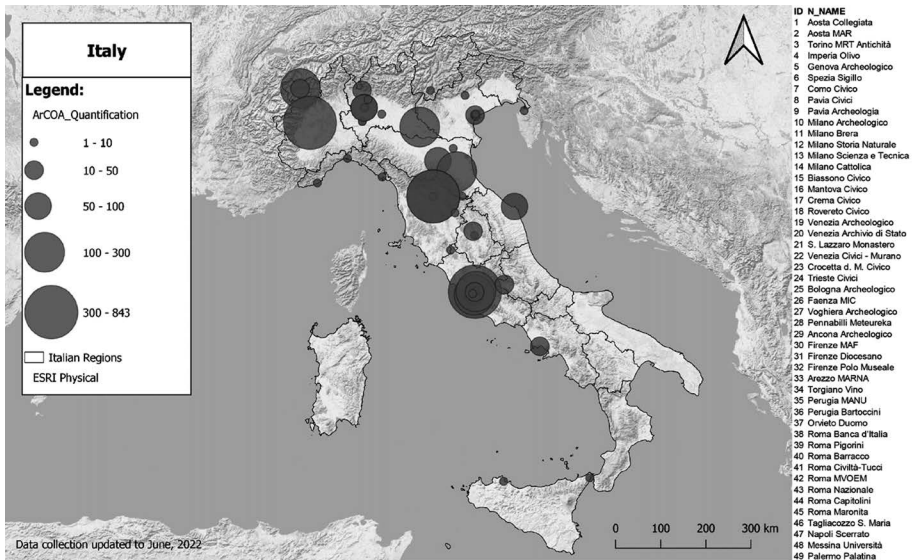 Italy
Legend:
ArCOA_Quantification
1 - 10
10 - 50
50 - 100
100 - 300
300 - 843
Italian Regions
ESRI Physical
Data collection updated to June, 2022
0 100 200 300 km
ID N_NAME
1 Aosta Collegiata
2 Aosta MAR
3 Torino MRT Antichità
4 Imperia Olivo
5 Genova Archeologico
6 Spezia Sigillo
7 Como Civico
8 Pavia Civici
9 Pavia Archeologia
10 Milano Archeologico
11 Milano Brera
12 Milano Storia Naturale
13 Milano Scienza e Tecnica
14 Milano Cattolica
15 Biassono Civico
16 Mantova Civico
17 Crema Civico
18 Rovereto Civico
19 Venezia Archeologico
20 Venezia Archivio di Stato
21 S. Lazzaro Monastero
22 Venezia Civici - Murano
23 Crocetta d. M. Civico
24 Trieste Civici
25 Bologna Archeologico
26 Faenza MIC
27 Voghiera Archeologico
28 Pennabilli Meteureka
29 Ancona Archeologico
30 Firenze MAF
31 Firenze Diocesano
32 Firenze Polo Museale
33 Arezzo MARNA
34 Torgiano Vino
35 Perugia MANU
36 Perugia Bartoccini
37 Orvieto Duomo
38 Roma Banca d'Italia
39 Roma Pigorini
40 Roma Barracco
41 Roma Civiltà-Tucci
42 Roma MVOEM
43 Roma Nazionale
44 Roma Capitolini
45 Roma Maronita
46 Tagliacozzo S. Maria
47 Napoli Scerrato
48 Messina Università
49 Palermo Palatina